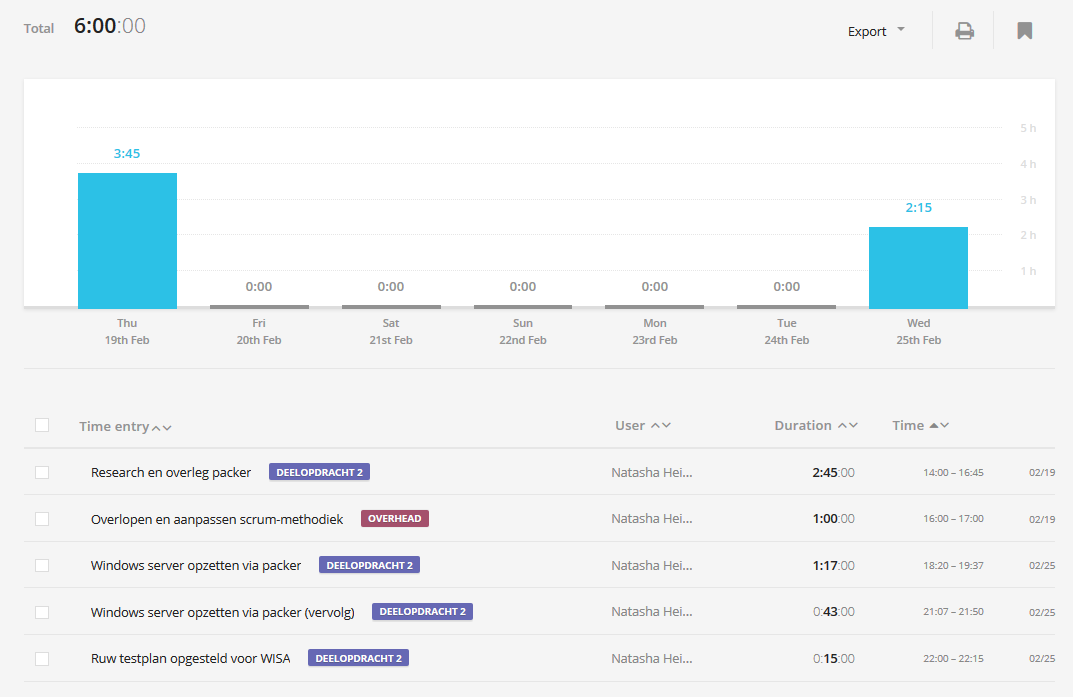 Total 6:00:00
Export
5 h
3:45
4 h
3 h
2:15
2 h
1 h
0:00 0:00 0:00 0:00 0:00
Thu Fri Sat Sun Mon Tue Wed
19th Feb 20th Feb 21st Feb 22nd Feb 23rd Feb 24th Feb 25th Feb
Time entry User Duration Time
Research en overleg packer DEELOPDRACHT 2 Natasha Hei... 2:45:00 14:00 – 16:45 02/19
Overlopen en aanpassen scrum-methodiek OVERHEAD Natasha Hei... 1:00:00 16:00 – 17:00 02/19
Windows server opzetten via packer DEELOPDRACHT 2 Natasha Hei... 1:17:00 18:20 – 19:37 02/25
Windows server opzetten via packer (vervolg) DEELOPDRACHT 2 Natasha Hei... 0:43:00 21:07 – 21:50 02/25
Ruw testplan opgesteld voor WISA DEELOPDRACHT 2 Natasha Hei... 0:15:00 22:00 – 22:15 02/25